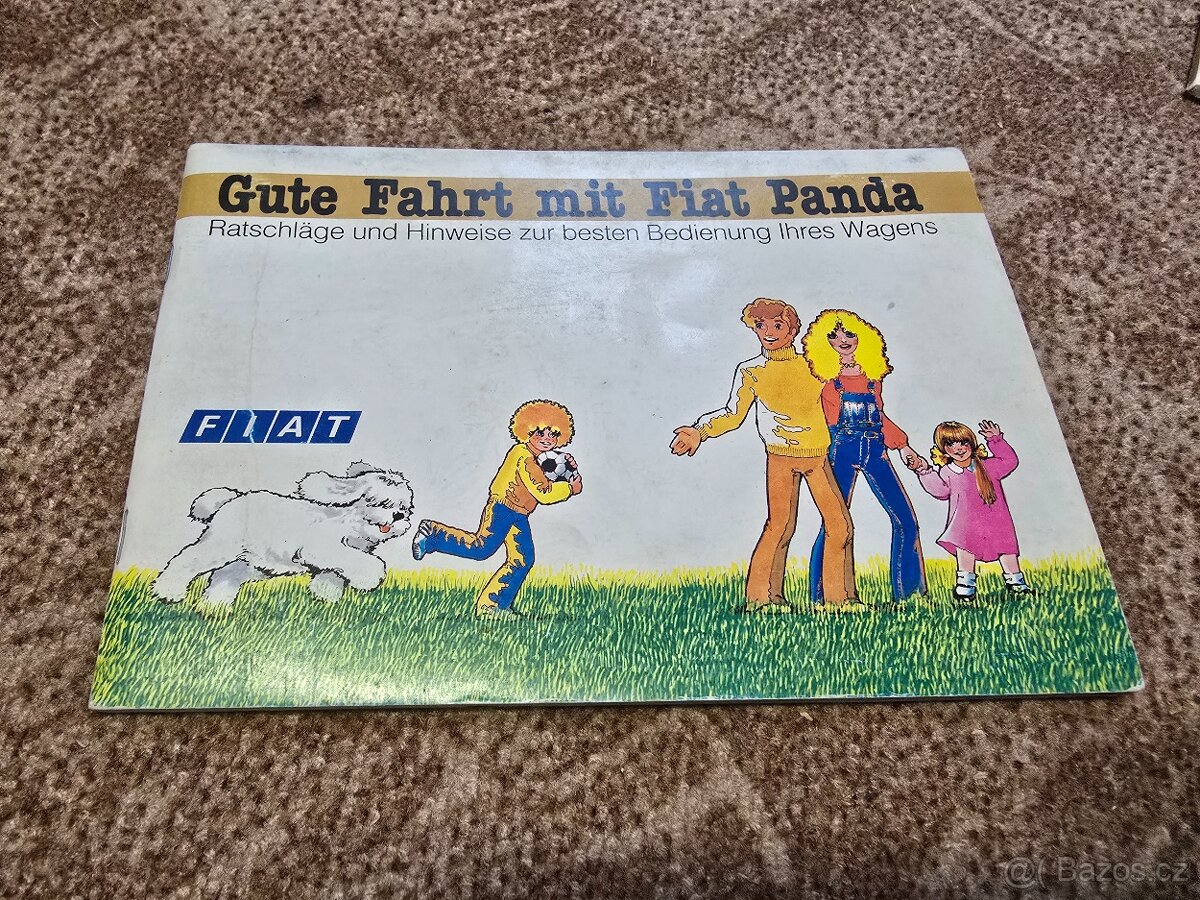 Gute Fahrt mit Fiat Panda
Ratschläge und Hinweise zur besten Bedienung Ihres Wagens
FIAT
@( Bazos.cz